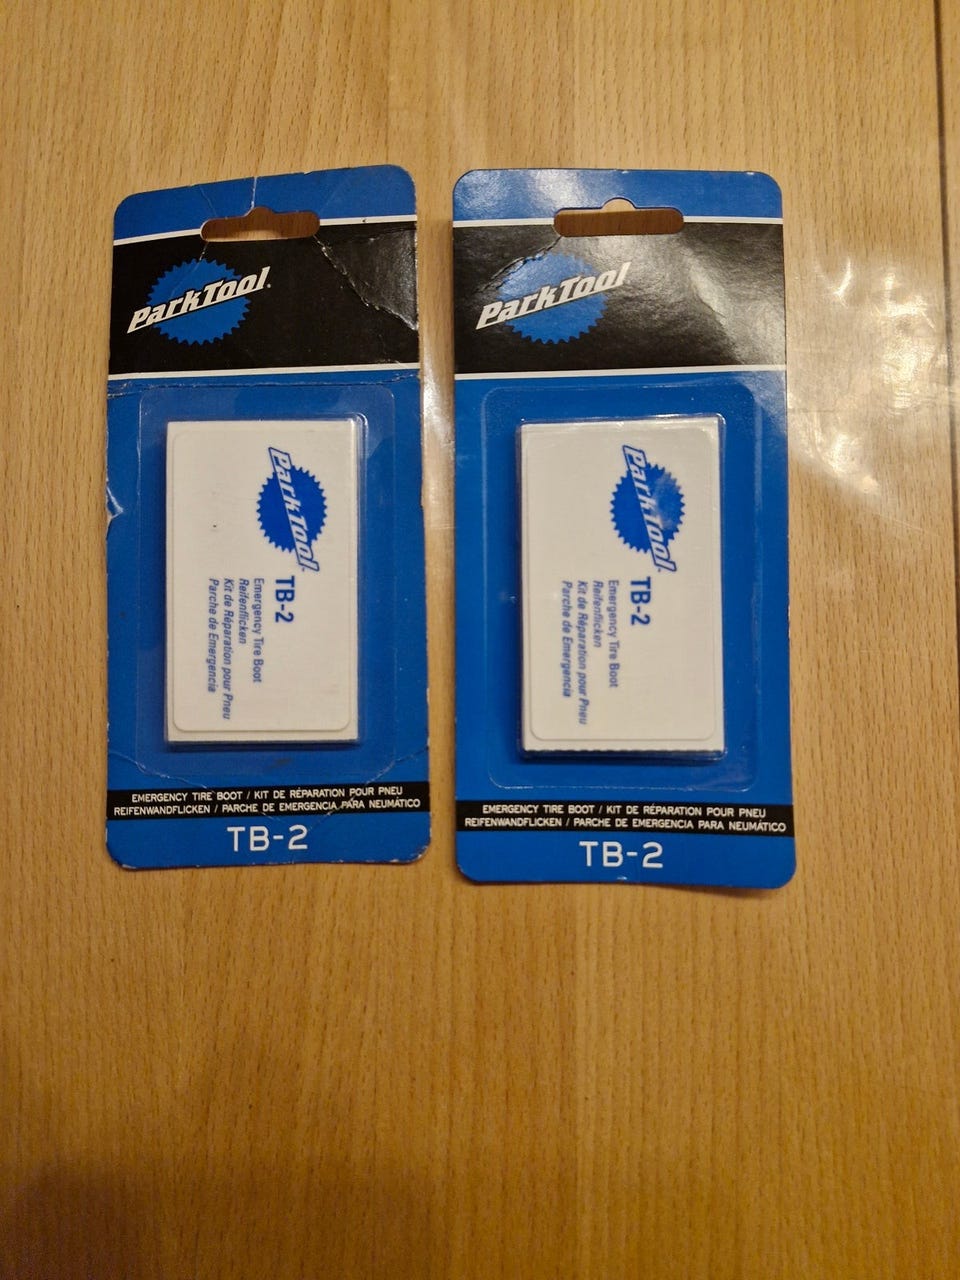 ParkTool®
ParkTool
TB-2
Emergency Tire Boot
Reifenflicken
Kit de Réparation pour Pneu
Parche de Emergencia
EMERGENCY TIRE BOOT / KIT DE RÉPARATION POUR PNEU
REIFENWANDFLICKEN / PARCHE DE EMERGENCIA PARA NEUMÁTICO
TB-2
ParkTool
ParkTool
TB-2
Emergency Tire Boot
Reifenflicken
Kit de Réparation pour Pneu
Parche de Emergencia
EMERGENCY TIRE BOOT / KIT DE RÉPARATION POUR PNEU
REIFENWANDFLICKEN / PARCHE DE EMERGENCIA PARA NEUMÁTICO
TB-2